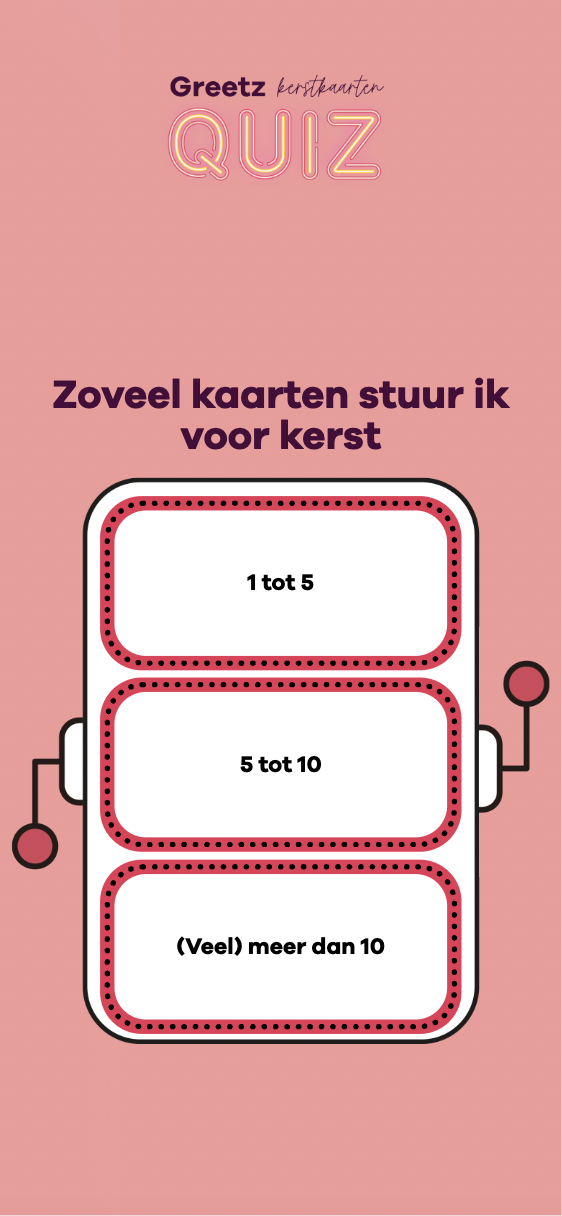 Greetz kerstkaarten
QUIZ
Zoveel kaarten stuur ik
voor kerst
1 tot 5
5 tot 10
(Veel) meer dan 10